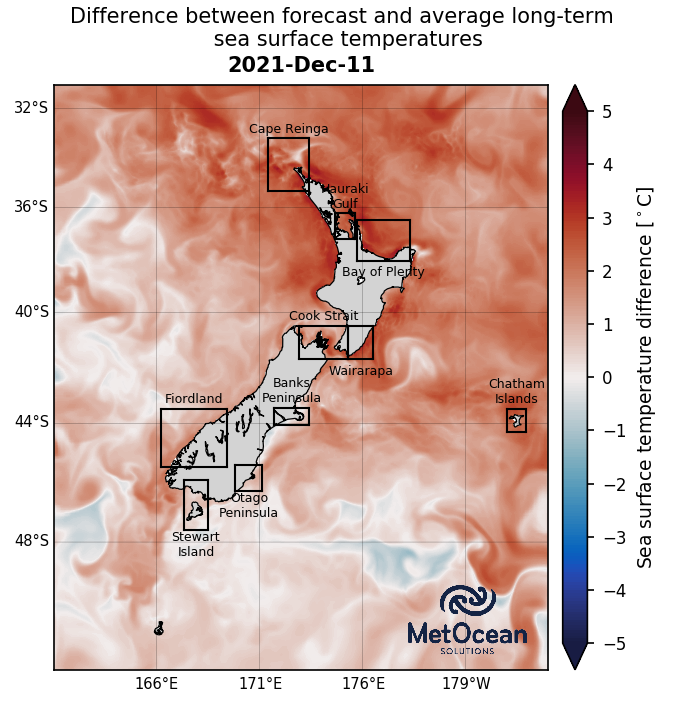 Difference between forecast and average long-term
sea surface temperatures
2021-Dec-11
32°S
36°S
40°S
44°S
48°S
166°E
171°E
176°E
179°W
Cape Reinga
Hauraki
Gulf
Bay of Plenty
Cook Strait
Wairarapa
Banks
Peninsula
Fiordland
Chatham
Islands
Otago
Peninsula
Stewart
Island
MetOcean
SOLUTIONS
5
4
3
2
1
0
−1
−2
−3
−4
−5
Sea surface temperature difference [°C]